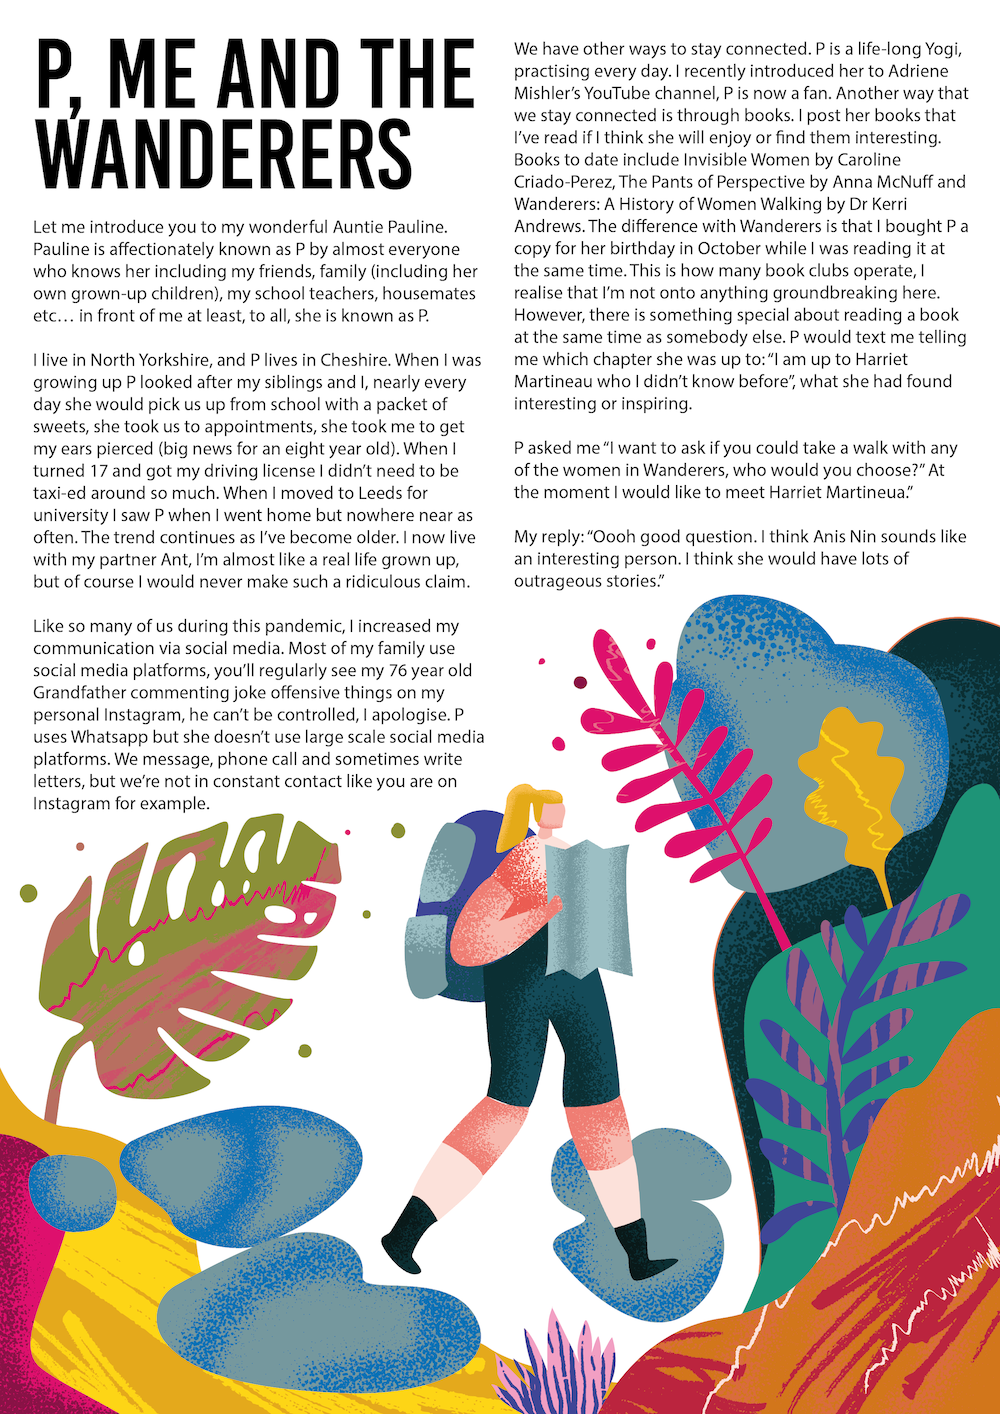 P, ME AND THE
WANDERERS
Let me introduce you to my wonderful Auntie Pauline.
Pauline is affectionately known as P by almost everyone
who knows her including my friends, family (including her
own grown-up children), my school teachers, housemates
etc… in front of me at least, to all, she is known as P.
I live in North Yorkshire, and P lives in Cheshire. When I was
growing up P looked after my siblings and I, nearly every
day she would pick us up from school with a packet of
sweets, she took us to appointments, she took me to get
my ears pierced (big news for an eight year old). When I
turned 17 and got my driving license I didn’t need to be
taxi-ed around so much. When I moved to Leeds for
university I saw P when I went home but nowhere near as
often. The trend continues as I’ve become older. I now live
with my partner Ant, I’m almost like a real life grown up,
but of course I would never make such a ridiculous claim.
Like so many of us during this pandemic, I increased my
communication via social media. Most of my family use
social media platforms, you’ll regularly see my 76 year old
Grandfather commenting joke offensive things on my
personal Instagram, he can’t be controlled, I apologise. P
uses Whatsapp but she doesn’t use large scale social media
platforms. We message, phone call and sometimes write
letters, but we’re not in constant contact like you are on
Instagram for example.
We have other ways to stay connected. P is a life-long Yogi,
practising every day. I recently introduced her to Adriene
Mishler’s YouTube channel, P is now a fan. Another way that
we stay connected is through books. I post her books that
I’ve read if I think she will enjoy or find them interesting.
Books to date include Invisible Women by Caroline
Criado-Perez, The Pants of Perspective by Anna McNuff and
Wanderers: A History of Women Walking by Dr Kerri
Andrews. The difference with Wanderers is that I bought P a
copy for her birthday in October while I was reading it at
the same time. This is how many book clubs operate, I
realise that I’m not onto anything groundbreaking here.
However, there is something special about reading a book
at the same time as somebody else. P would text me telling
me which chapter she was up to: “I am up to Harriet
Martineau who I didn’t know before”, what she had found
interesting or inspiring.
P asked me “I want to ask if you could take a walk with any
of the women in Wanderers, who would you choose?” At
the moment I would like to meet Harriet Martineua.”
My reply: “Oooh good question. I think Anis Nin sounds like
an interesting person. I think she would have lots of
outrageous stories.”